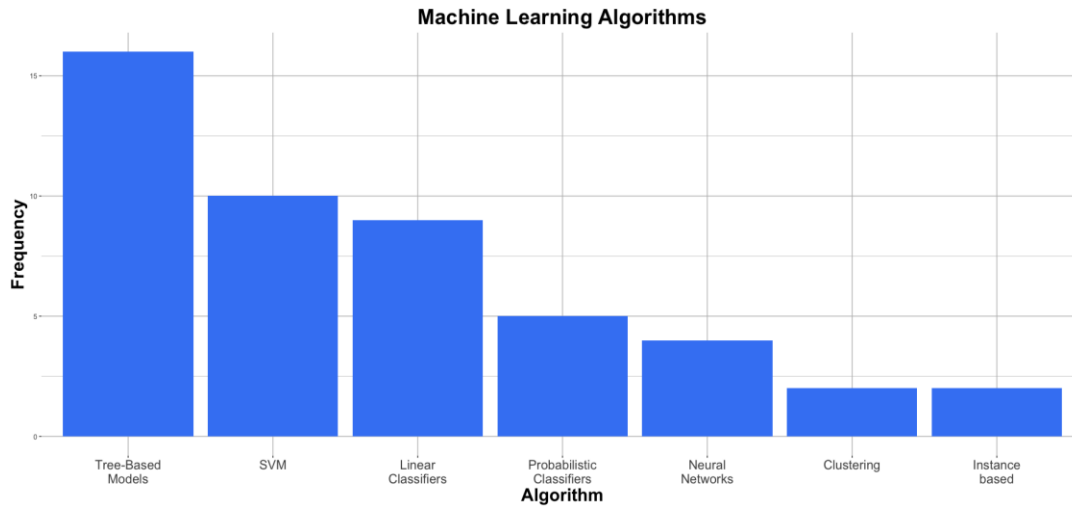 Machine Learning Algorithms
Frequency
15
10
5
0
Tree-Based
Models
SVM
Linear
Classifiers
Probabilistic
Classifiers
Neural
Networks
Clustering
Instance
based
Algorithm